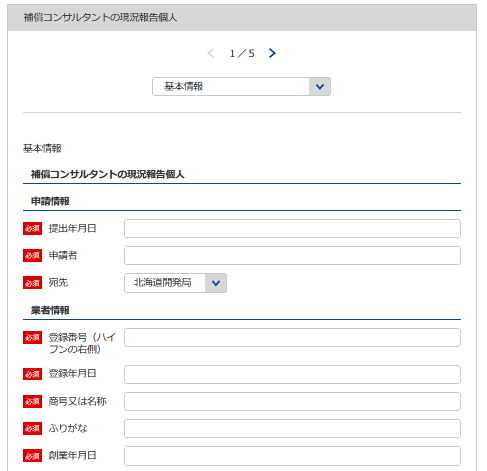 補償コンサルタントの現況報告個人
1／5
基本情報
基本情報
補償コンサルタントの現況報告個人
申請情報
必須 提出年月日
必須 申請者
必須 宛先 北海道開発局
業者情報
必須 登録番号（ハイ
フンの右側）
必須 登録年月日
必須 商号又は名称
必須 ふりがな
必須 創業年月日